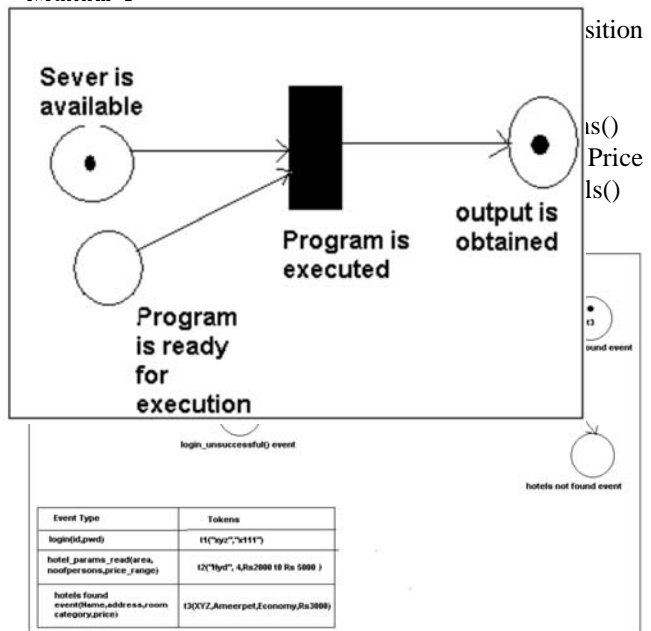 sition
Sever is
available
ns()
Price
ls()
output is
obtained
Program is
executed
Program
is ready
for
execution
t3
ound event
login_unsuccessful() event
hotels not found event
Event Type Tokens
login(id,pwd) t1("xyz","x111")
hotel_params_read(area,
noofpersons,price_range) t2("Hyd", 4,Rs2000 t0 Rs 5000 )
hotels found
event(Name,address,room
category,price) t3(XYZ,Ameerpet,Economy,Rs3000)